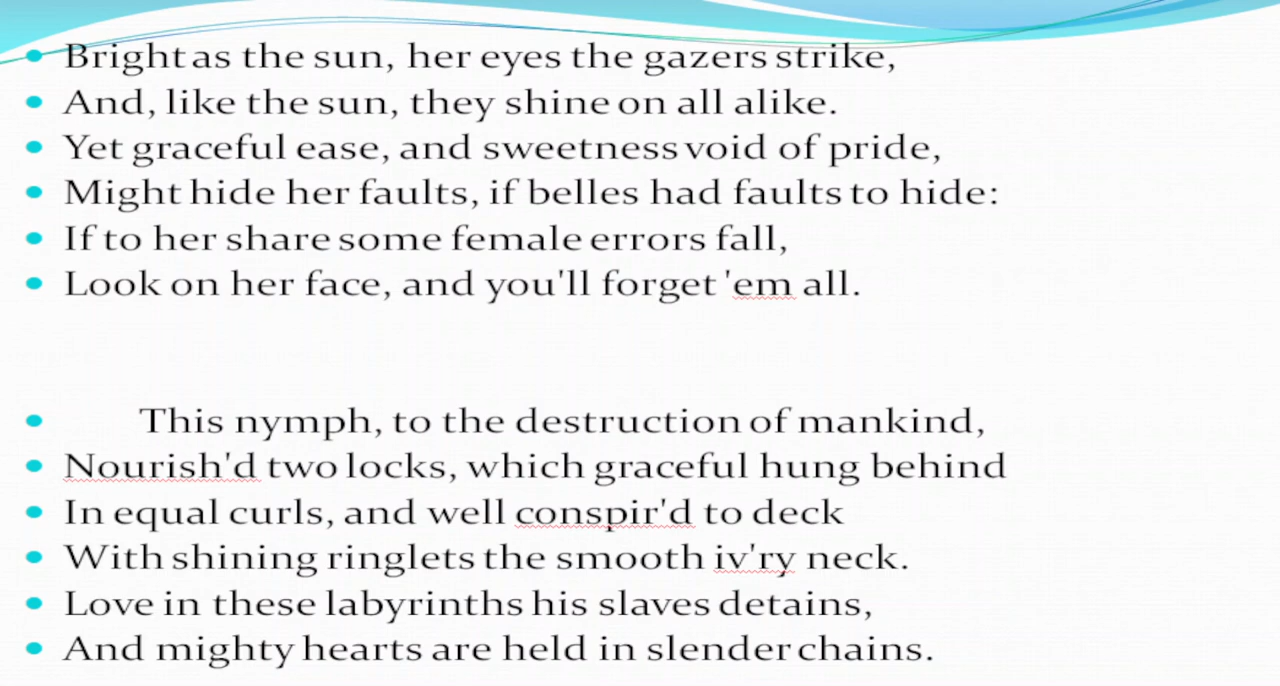 Bright as the sun, her eyes the gazers strike,
And, like the sun, they shine on all alike.
Yet graceful ease, and sweetness void of pride,
Might hide her faults, if belles had faults to hide:
If to her share some female errors fall,
Look on her face, and you'll forget 'em all.
This nymph, to the destruction of mankind,
Nourish'd two locks, which graceful hung behind
In equal curls, and well conspir'd to deck
With shining ringlets the smooth iv'ry neck.
Love in these labyrinths his slaves detains,
And mighty hearts are held in slender chains.